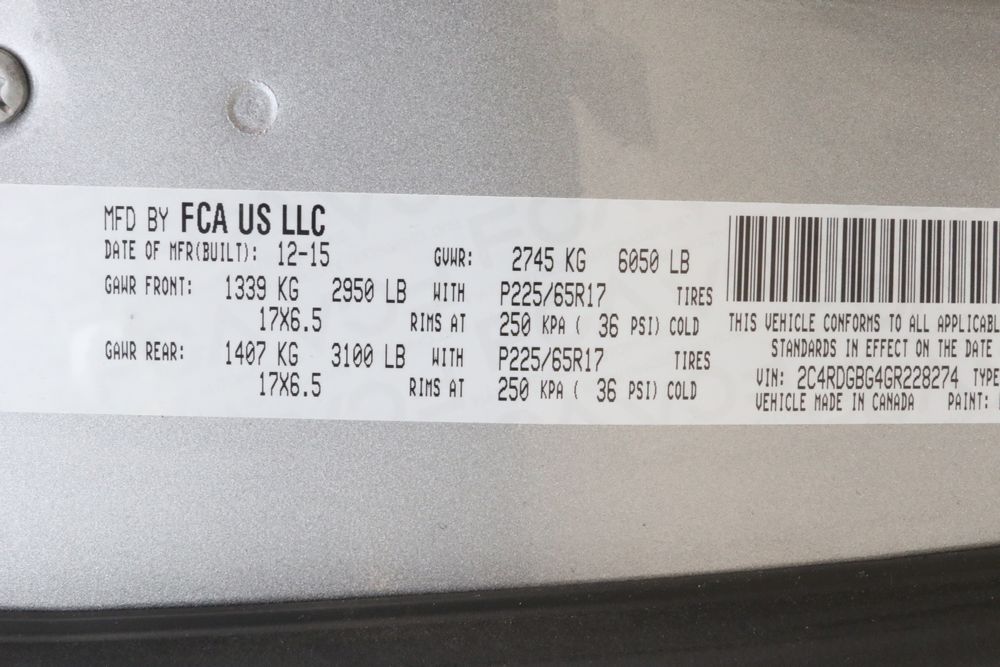 MFD BY FCA US LLC
DATE OF MFR(BUILT): 12-15 GVWR: 2745 KG 6050 LB
GAWR FRONT: 1339 KG 2950 LB WITH P225/65R17 TIRES
17X6.5 RIMS AT 250 KPA ( 36 PSI) COLD
GAWR REAR: 1407 KG 3100 LB WITH P225/65R17 TIRES
17X6.5 RIMS AT 250 KPA ( 36 PSI) COLD
THIS VEHICLE CONFORMS TO ALL APPLICABL
STANDARDS IN EFFECT ON THE DATE
VIN: 2C4RDGBG4GR228274 TYPE
VEHICLE MADE IN CANADA PAINT: